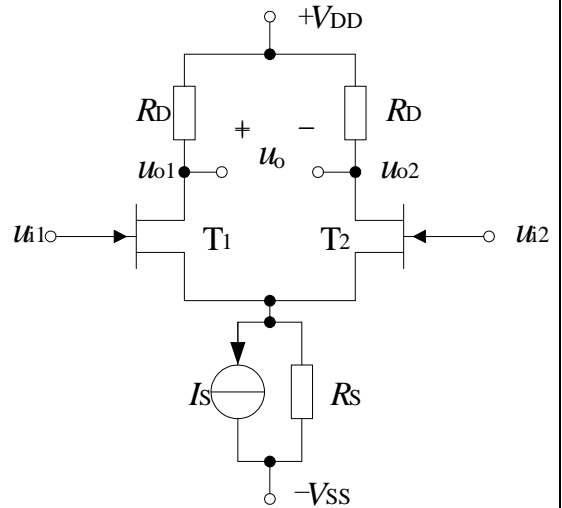 +VDD
RD
RD
+ −
uo
uo1
uo2
ui1
T1
T2
ui2
IS
RS
−VSS